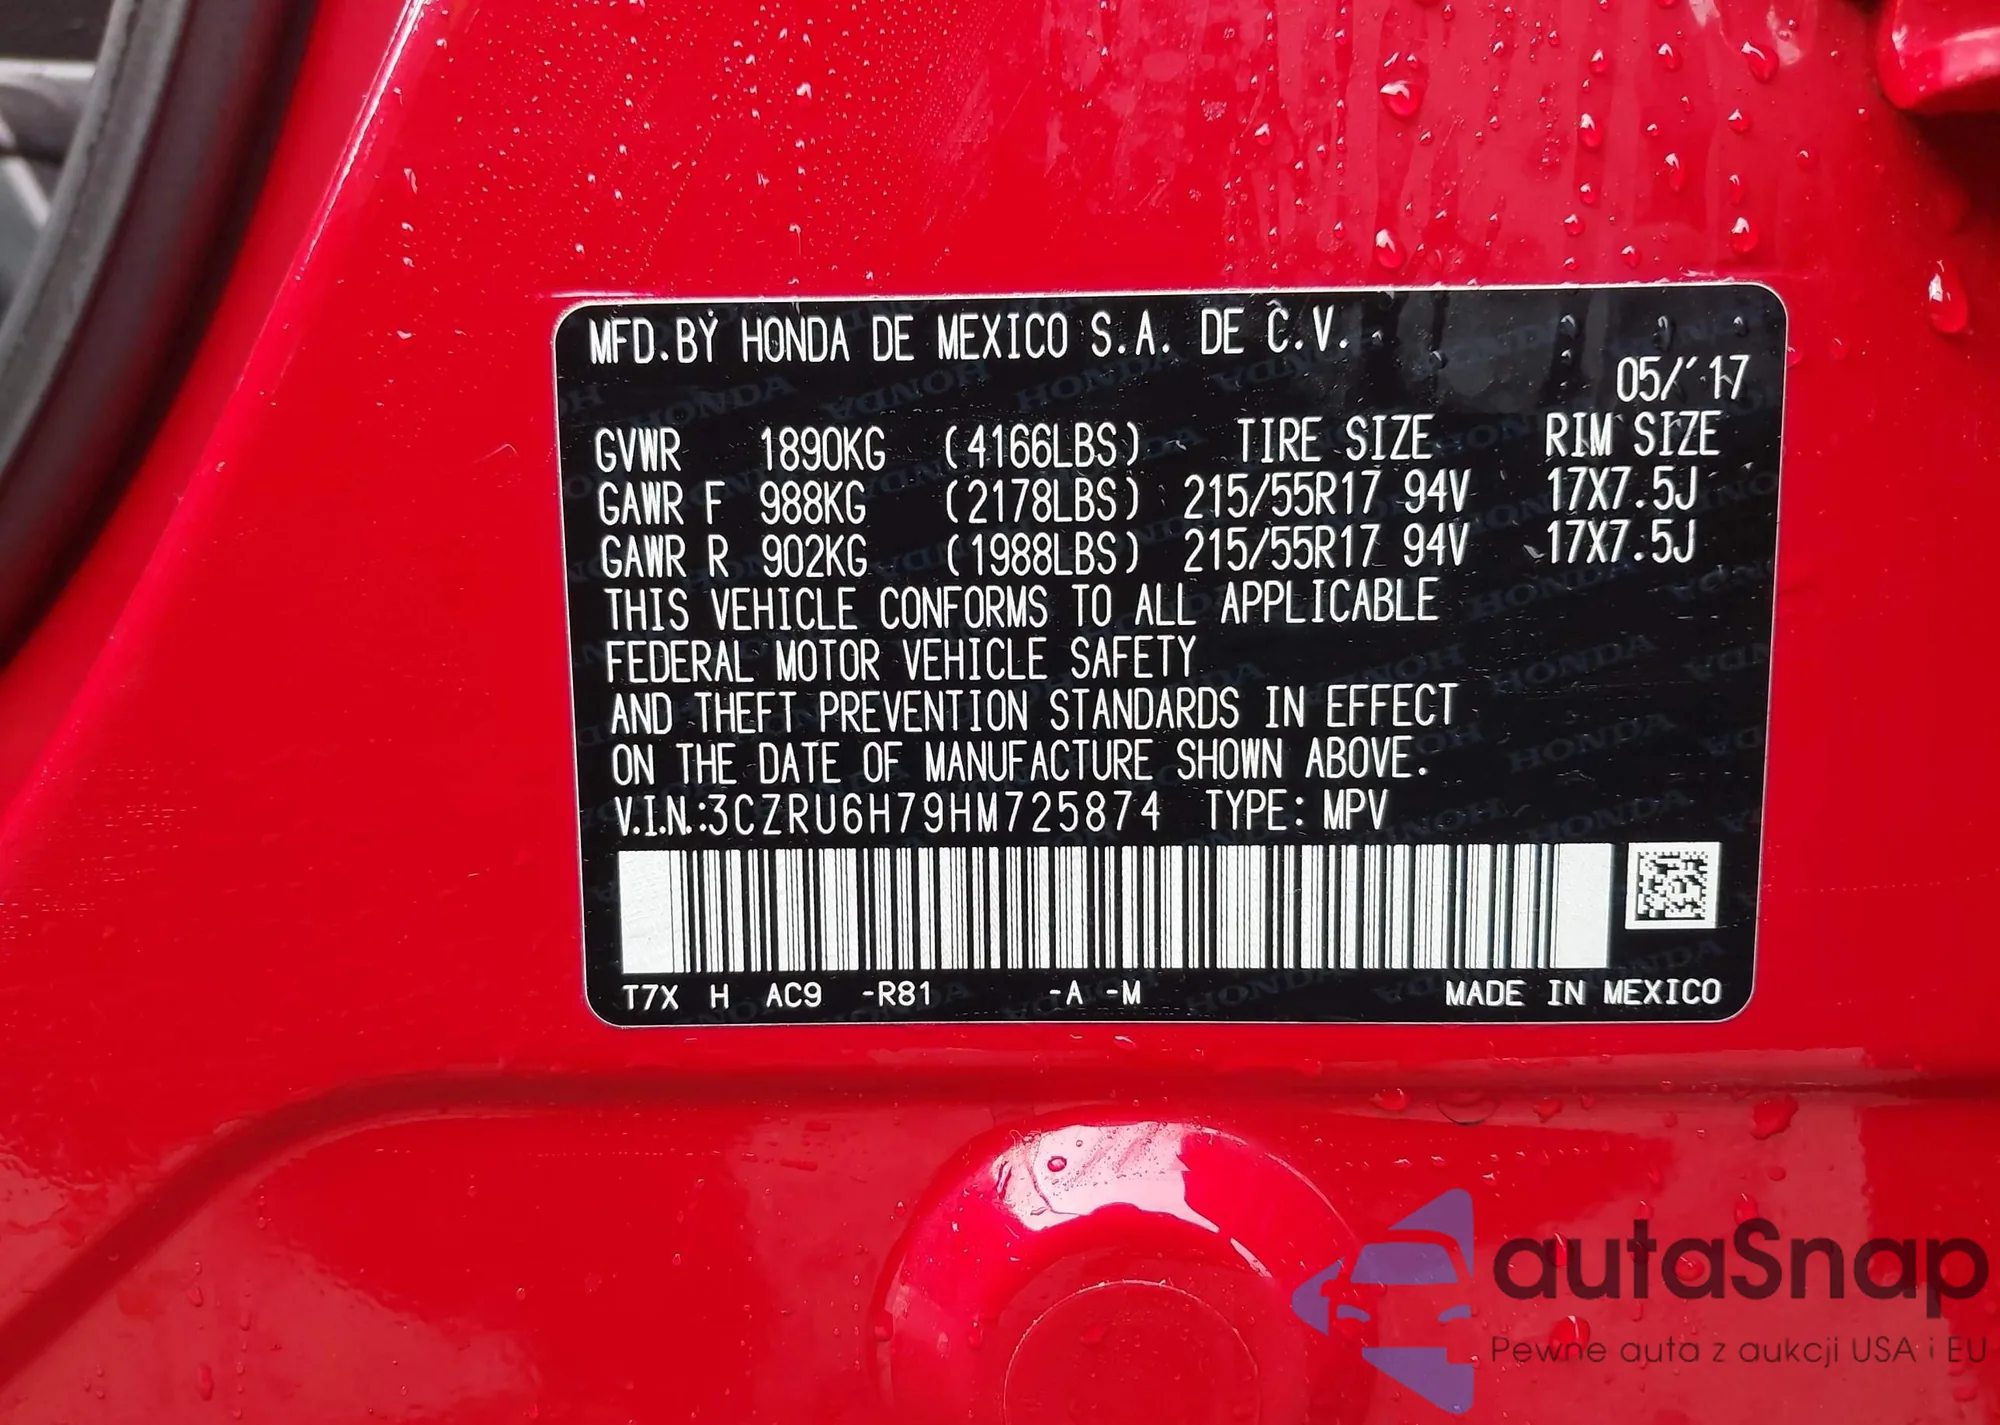 MFD.BY HONDA DE MEXICO S.A. DE C.V.
05/'17
GVWR 1890KG (4166LBS) TIRE SIZE RIM SIZE
GAWR F 988KG (2178LBS) 215/55R17 94V 17X7.5J
GAWR R 902KG (1988LBS) 215/55R17 94V 17X7.5J
THIS VEHICLE CONFORMS TO ALL APPLICABLE
FEDERAL MOTOR VEHICLE SAFETY
AND THEFT PREVENTION STANDARDS IN EFFECT
ON THE DATE OF MANUFACTURE SHOWN ABOVE.
V.I.N.:3CZRU6H79HM725874 TYPE: MPV
T7X H AC9 -R81 -A -M MADE IN MEXICO
autaSnap
Pewne auta z aukcji USA i EU